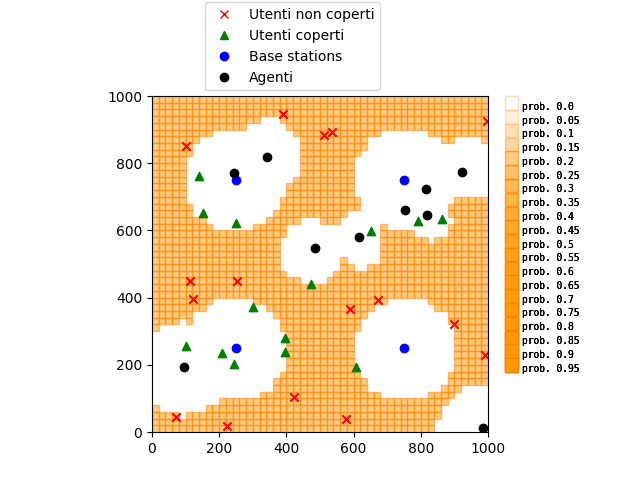 Utenti non coperti
Utenti coperti
Base stations
Agenti
1000
800
600
400
200
0
0 200 400 600 800 1000
prob. 0.0
prob. 0.05
prob. 0.1
prob. 0.15
prob. 0.2
prob. 0.25
prob. 0.3
prob. 0.35
prob. 0.4
prob. 0.45
prob. 0.5
prob. 0.55
prob. 0.6
prob. 0.65
prob. 0.7
prob. 0.75
prob. 0.8
prob. 0.85
prob. 0.9
prob. 0.95